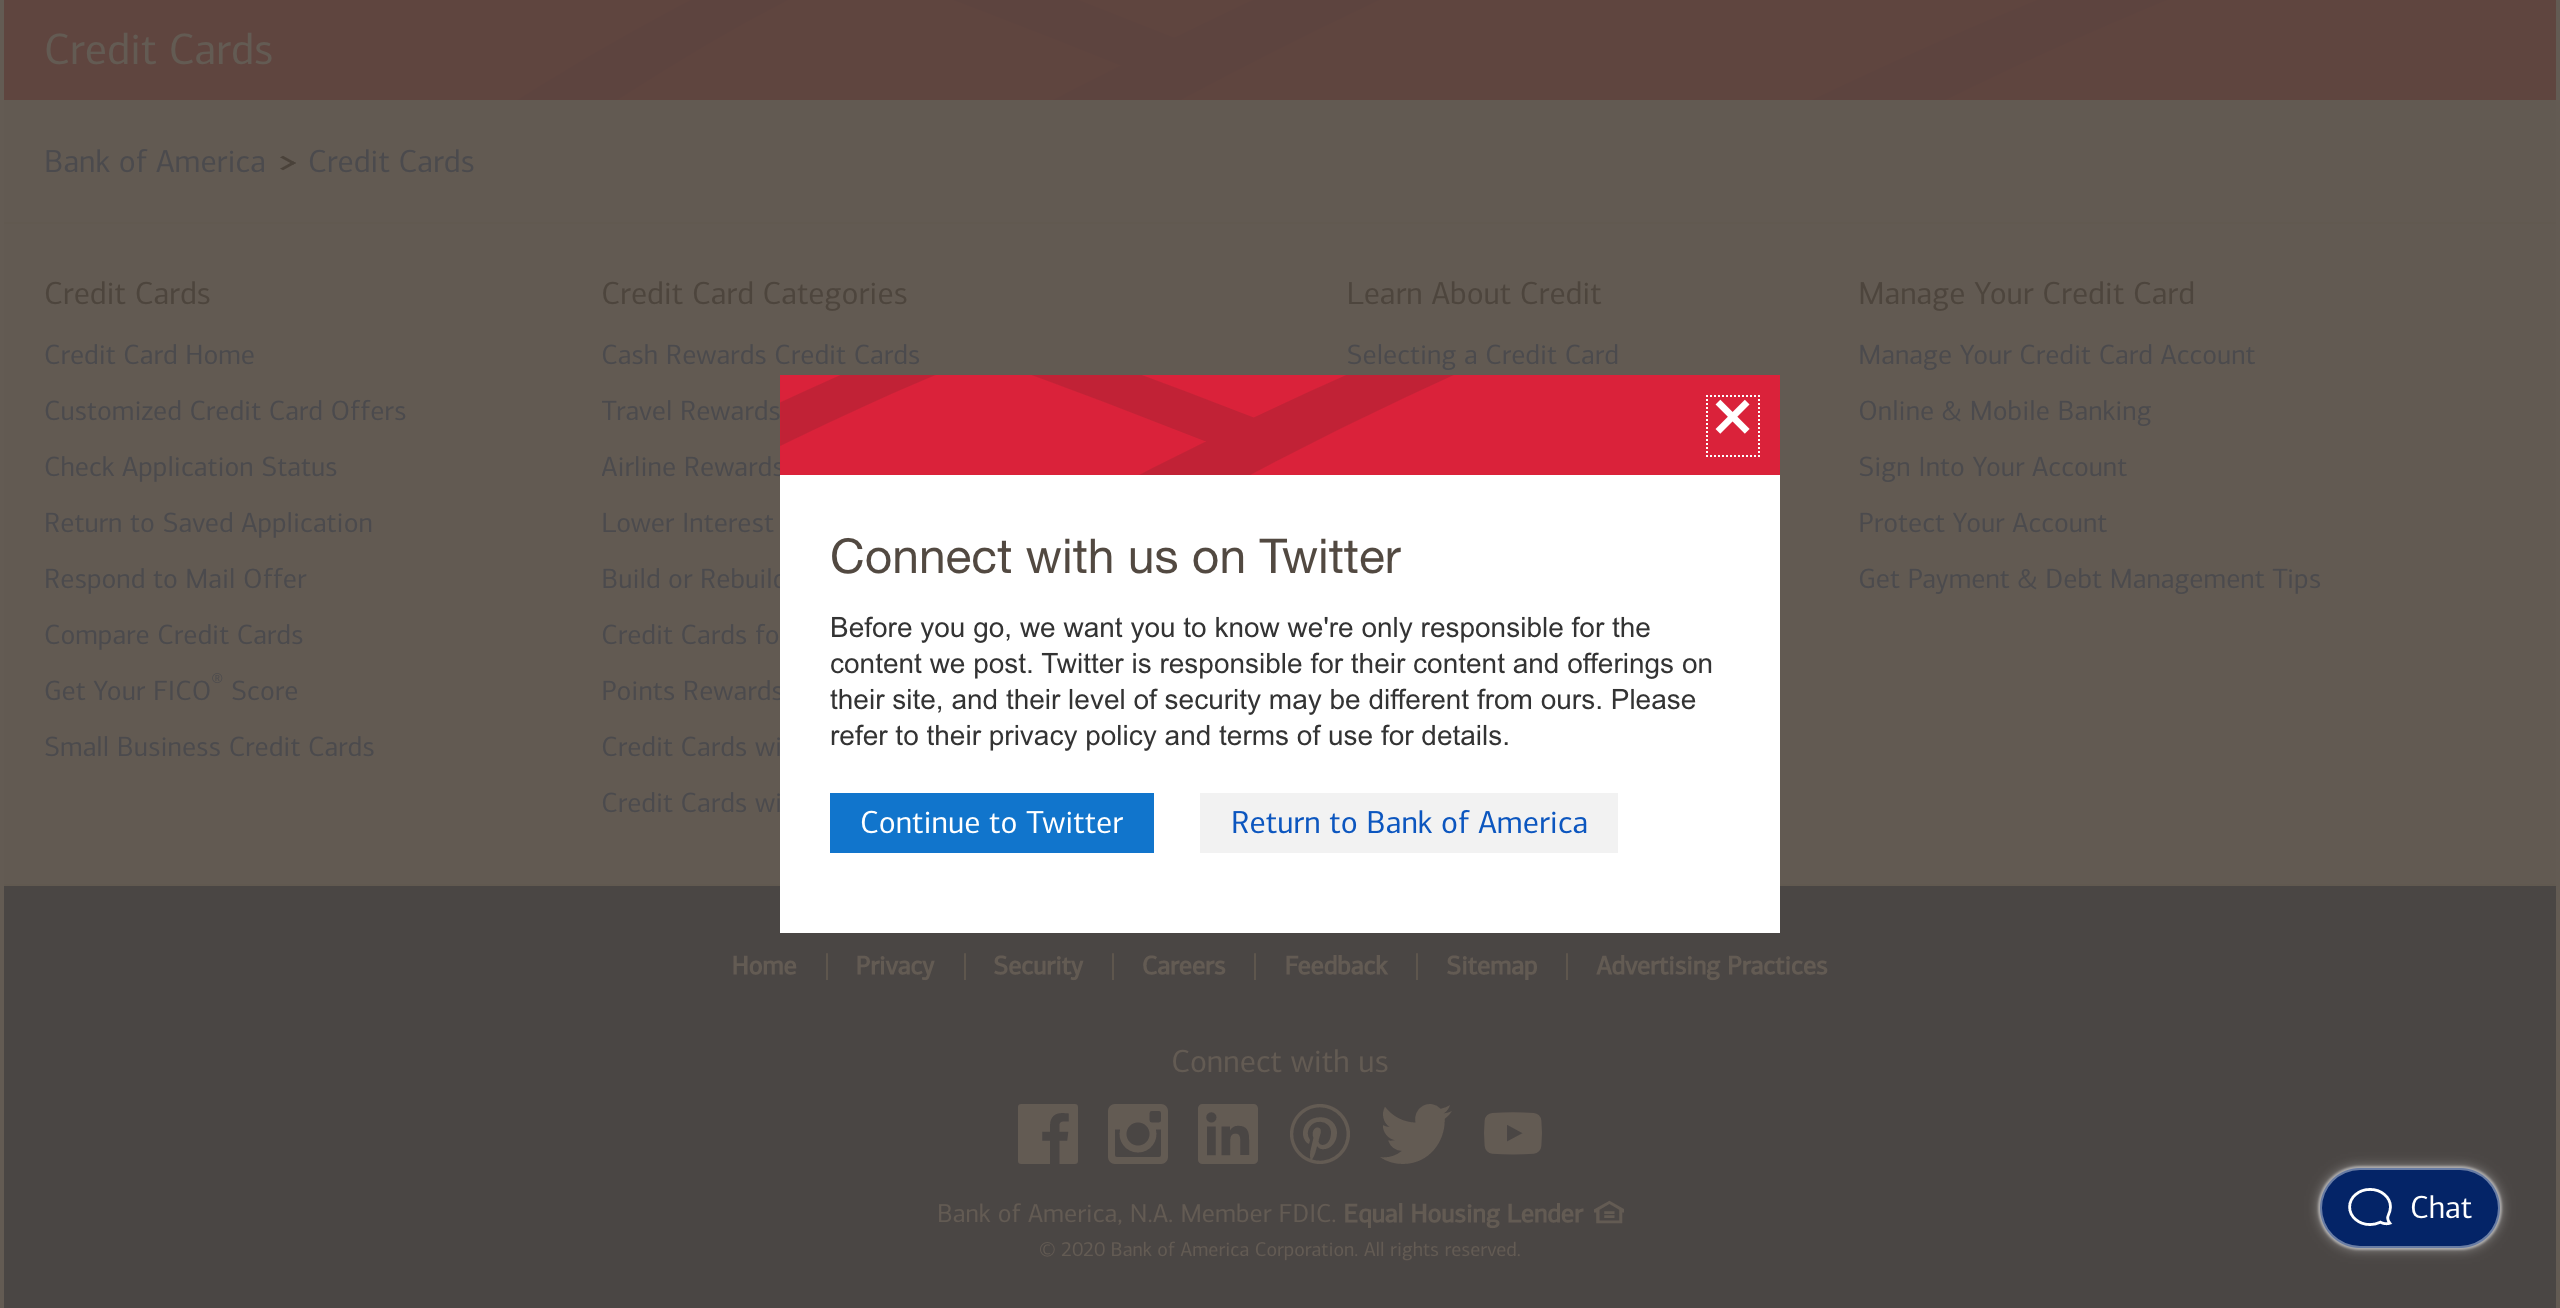 Credit Cards
Bank of America > Credit Cards
Credit Cards
Credit Card Home
Customized Credit Card Offers
Check Application Status
Return to Saved Application
Respond to Mail Offer
Compare Credit Cards
Get Your FICO® Score
Small Business Credit Cards
Credit Card Categories
Cash Rewards Credit Cards
Travel Rewards
Airline Rewards
Lower Interest
Build or Rebuild
Credit Cards
Points Rewards
Credit Cards
Credit Cards
Learn About Credit
Selecting a Credit Card
Manage Your Credit Card
Manage Your Credit Card Account
Online & Mobile Banking
Sign Into Your Account
Protect Your Account
Get Payment & Debt Management Tips
Connect with us on Twitter
Before you go, we want you to know we're only responsible for the
content we post. Twitter is responsible for their content and offerings on
their site, and their level of security may be different from ours. Please
refer to their privacy policy and terms of use for details.
Continue to Twitter
Return to Bank of America
Home | Privacy | Security | Careers | Feedback | Sitemap | Advertising Practices
Connect with us
Bank of America, N.A. Member FDIC. Equal Housing Lender
© 2020 Bank of America Corporation. All rights reserved.
Chat